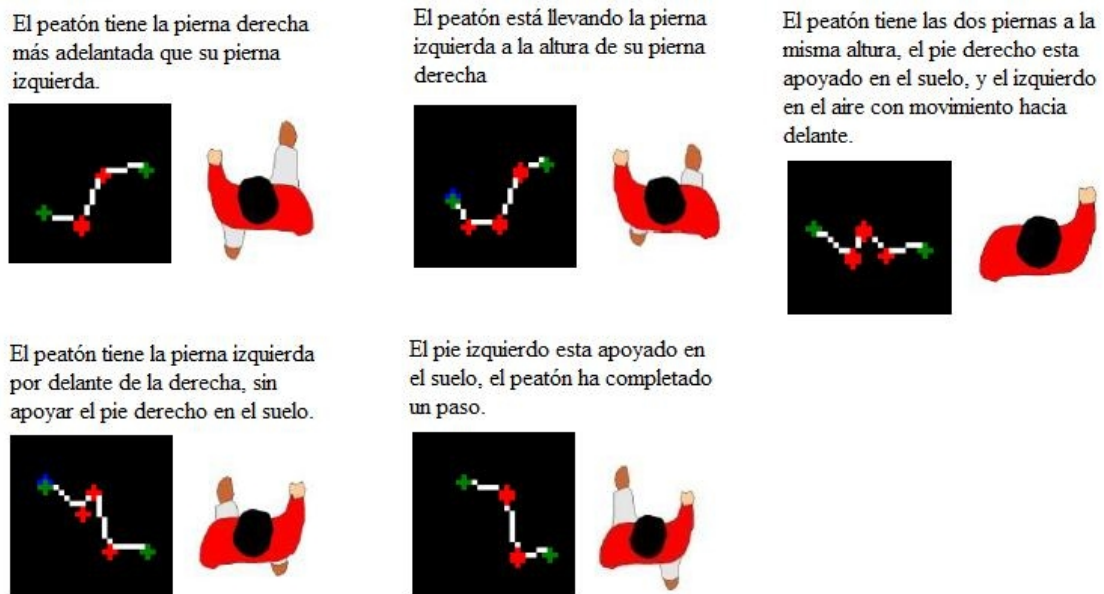 El peatón tiene la pierna derecha
más adelantada que su pierna
izquierda.
El peatón está llevando la pierna
izquierda a la altura de su pierna
derecha
El peatón tiene las dos piernas a la
misma altura, el pie derecho esta
apoyado en el suelo, y el izquierdo
en el aire con movimiento hacia
delante.
El peatón tiene la pierna izquierda
por delante de la derecha, sin
apoyar el pie derecho en el suelo.
El pie izquierdo esta apoyado en
el suelo, el peatón ha completado
un paso.